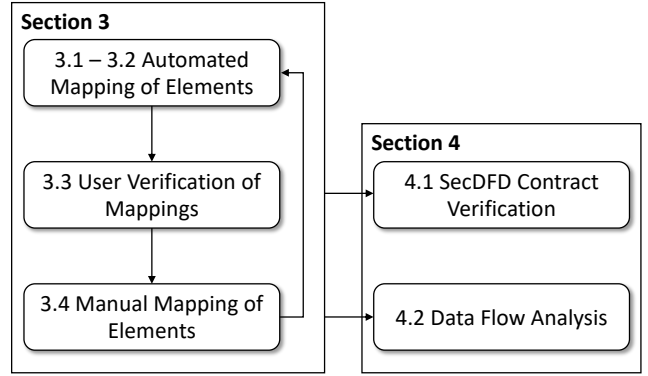 Section 3
3.1 – 3.2 Automated
Mapping of Elements
3.3 User Verification of
Mappings
3.4 Manual Mapping of
Elements
Section 4
4.1 SecDFD Contract
Verification
4.2 Data Flow Analysis